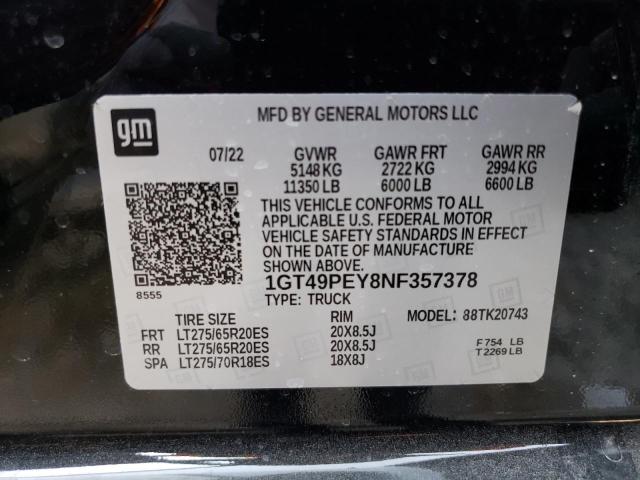 gm
MFD BY GENERAL MOTORS LLC
07/22 GVWR GAWR FRT GAWR RR
5148 KG 2722 KG 2994 KG
11350 LB 6000 LB 6600 LB
THIS VEHICLE CONFORMS TO ALL
APPLICABLE U.S. FEDERAL MOTOR
VEHICLE SAFETY STANDARDS IN EFFECT
ON THE DATE OF MANUFACTURE
SHOWN ABOVE.
8555
1GT49PEY8NF357378
TYPE: TRUCK
TIRE SIZE RIM MODEL: 88TK20743
FRT LT275/65R20ES 20X8.5J
RR LT275/65R20ES 20X8.5J
SPA LT275/70R18ES 18X8J
F 754 LB
T 2269 LB